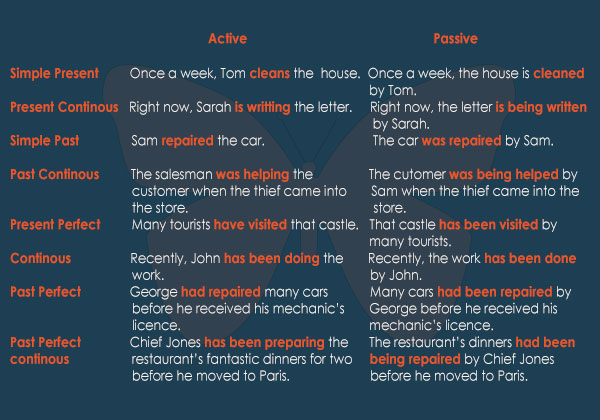 Active Passive
Simple Present Once a week, Tom cleans the house. Once a week, the house is cleaned
by Tom.
Present Continous Right now, Sarah is writting the letter. Right now, the letter is being written
by Sarah.
Simple Past Sam repaired the car. The car was repaired by Sam.
Past Continous The salesman was helping the The cutomer was being helped by
customer when the thief came into Sam when the thief came into the
the store. store.
Present Perfect Many tourists have visited that castle. That castle has been visited by
many tourists.
Continous Recently, John has been doing the Recently, the work has been done
work. by John.
Past Perfect George had repaired many cars Many cars had been repaired by
before he received his mechanic's George before he received his
licence. mechanic's licence.
Past Perfect Chief Jones has been preparing the The restaurant's dinners had been
continous restaurant's fantastic dinners for two being repaired by Chief Jones
before he moved to Paris. before he moved to Paris.